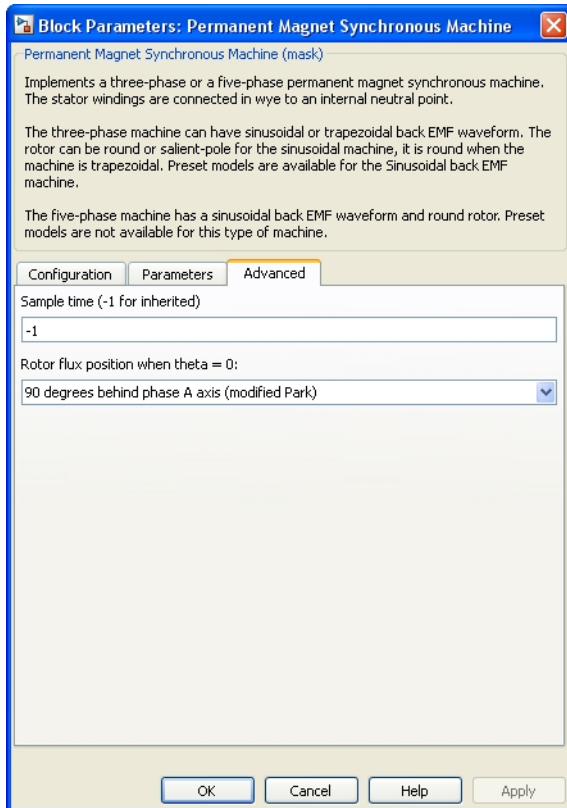 Block Parameters: Permanent Magnet Synchronous Machine
Permanent Magnet Synchronous Machine (mask)
Implements a three-phase or a five-phase permanent magnet synchronous machine.
The stator windings are connected in wye to an internal neutral point.
The three-phase machine can have sinusoidal or trapezoidal back EMF waveform. The
rotor can be round or salient-pole for the sinusoidal machine, it is round when the
machine is trapezoidal. Preset models are available for the Sinusoidal back EMF
machine.
The five-phase machine has a sinusoidal back EMF waveform and round rotor. Preset
models are not available for this type of machine.
Configuration Parameters Advanced
Sample time (-1 for inherited)
-1
Rotor flux position when theta = 0:
90 degrees behind phase A axis (modified Park)
OK Cancel Help Apply